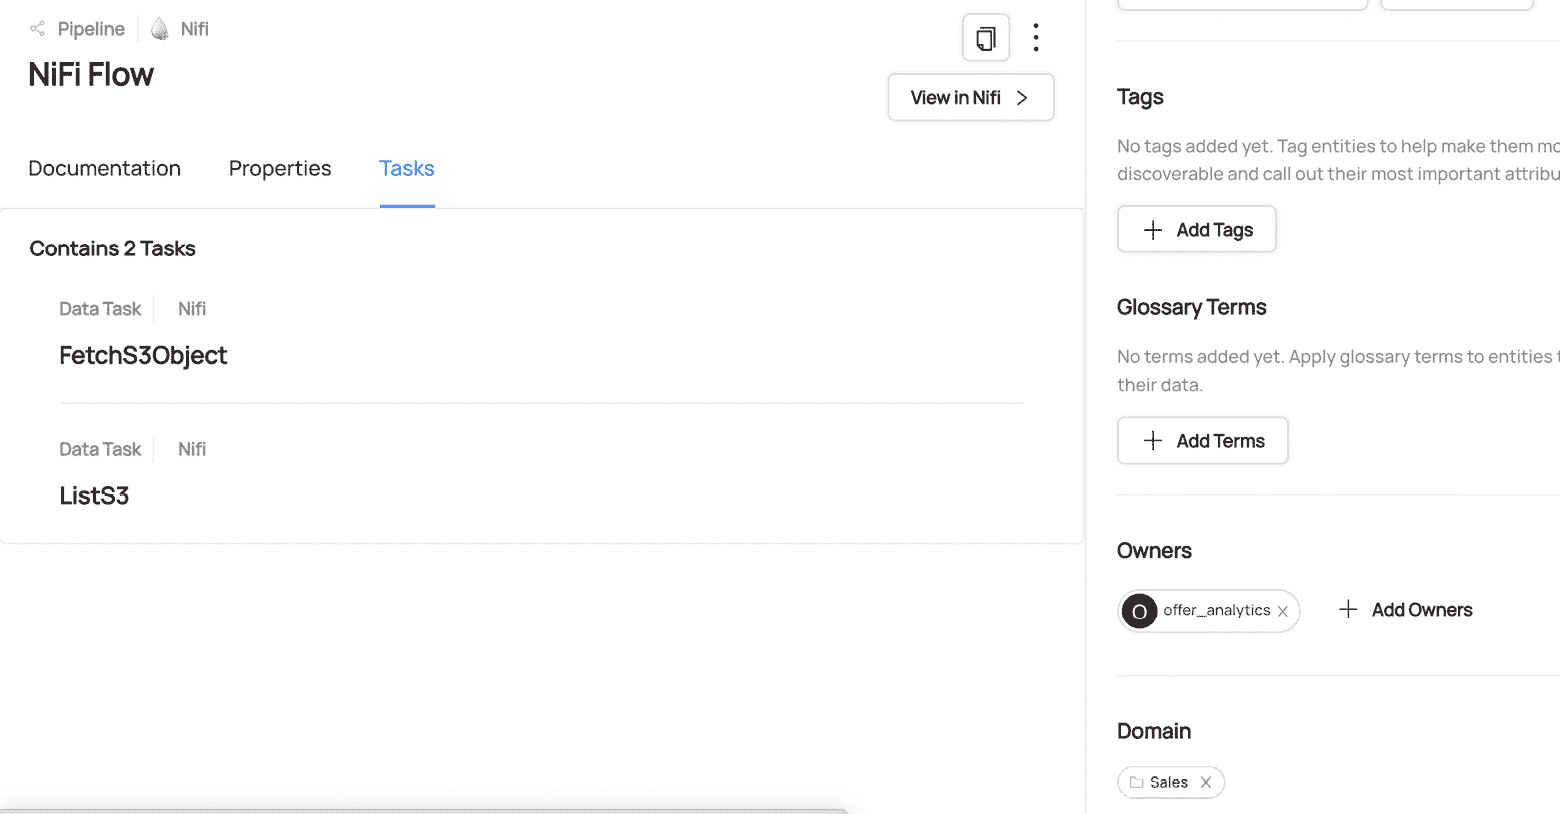 Pipeline Nifi
NiFi Flow
View in Nifi
Documentation Properties Tasks
Contains 2 Tasks
Data Task Nifi
FetchS3Object
Data Task Nifi
ListS3
Tags
No tags added yet. Tag entities to help make them mo
discoverable and call out their most important attribu
Add Tags
Glossary Terms
No terms added yet. Apply glossary terms to entities t
their data.
Add Terms
Owners
O offer_analytics Add Owners
Domain
Sales